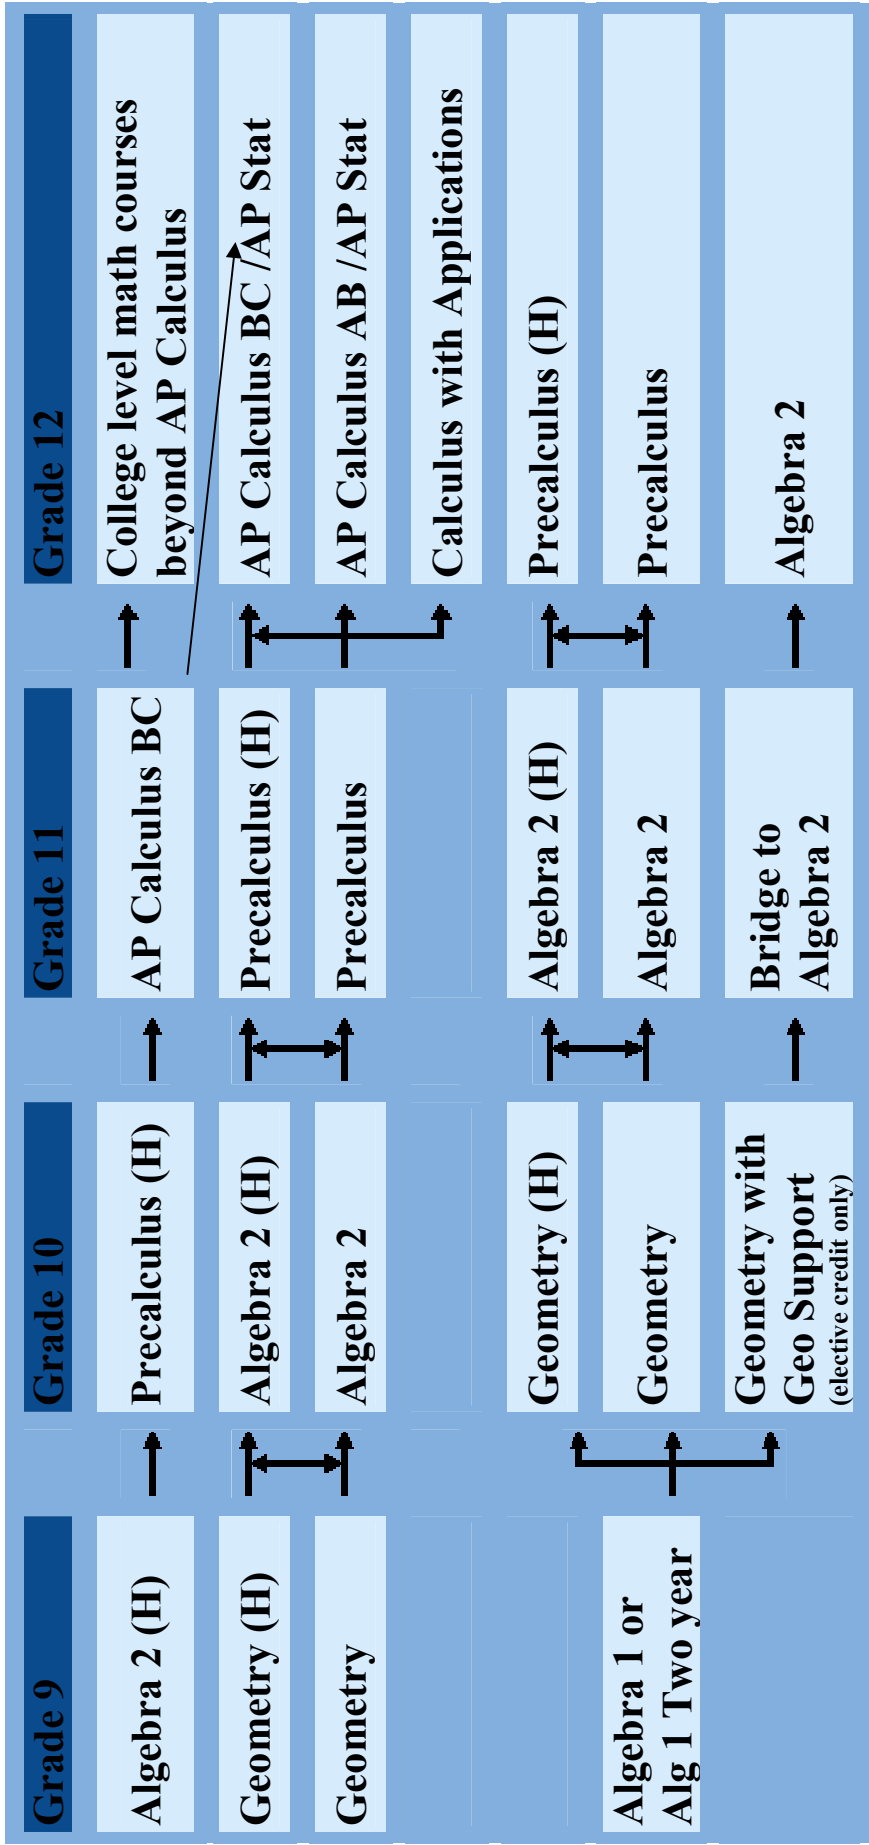 Grade 9
Grade 10
Grade 11
Grade 12
Algebra 2 (H)
Precalculus (H)
AP Calculus BC
College level math courses
beyond AP Calculus
Geometry (H)
Algebra 2 (H)
Precalculus (H)
AP Calculus BC /AP Stat
Geometry
Algebra 2
Precalculus
AP Calculus AB /AP Stat
Calculus with Applications
Geometry (H)
Algebra 2 (H)
Precalculus (H)
Algebra 1 or
Alg 1 Two year
Geometry
Algebra 2
Precalculus
Geometry with
Geo Support
(elective credit only)
Bridge to
Algebra 2
Algebra 2